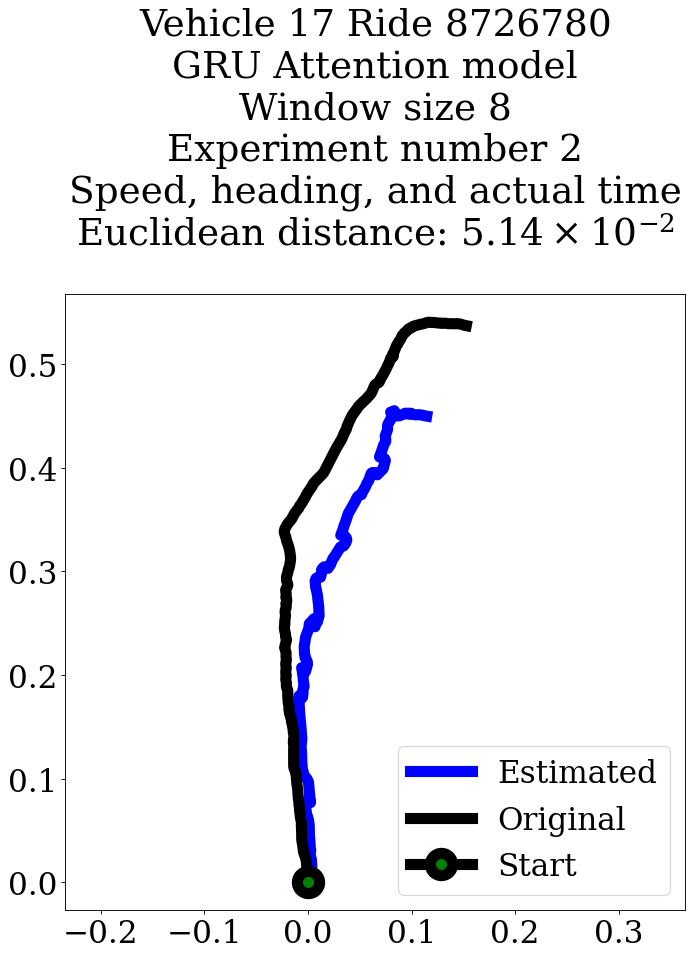 Vehicle 17 Ride 8726780
GRU Attention model
Window size 8
Experiment number 2
Speed, heading, and actual time
Euclidean distance: 5.14 × 10⁻²
0.5
0.4
0.3
0.2
0.1
0.0
Estimated
Original
Start
−0.2 −0.1 0.0 0.1 0.2 0.3